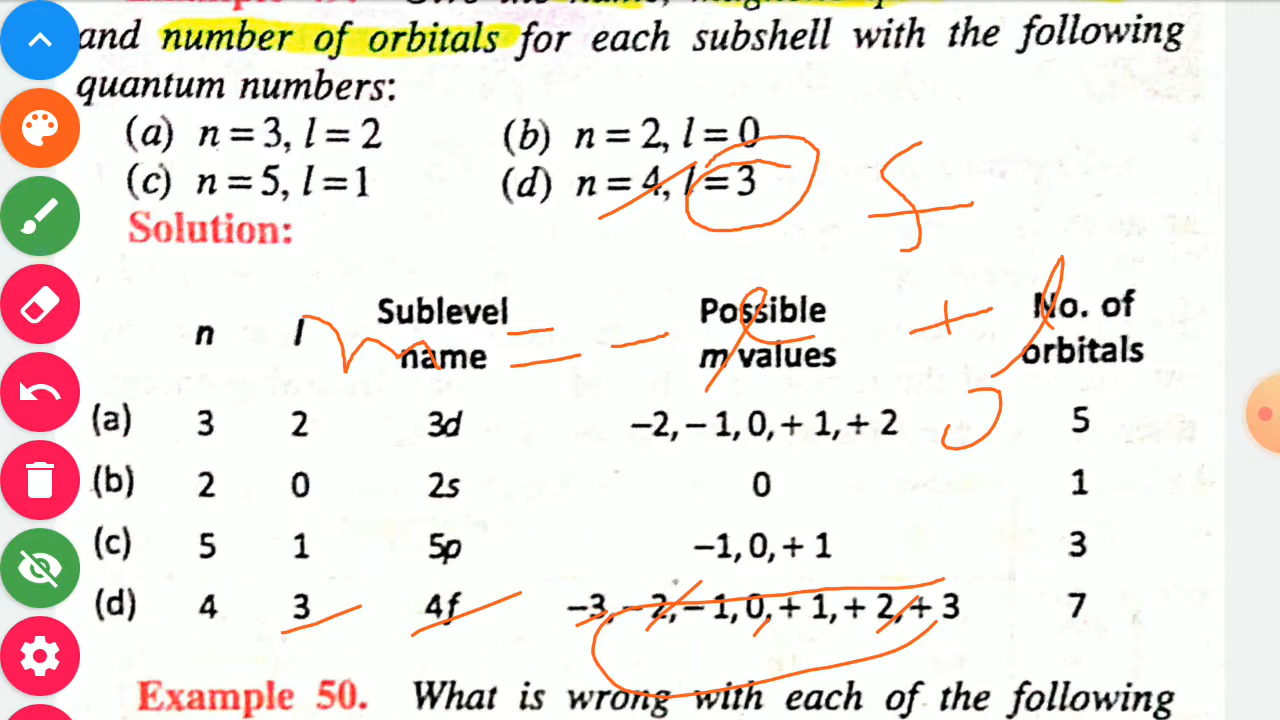 and number of orbitals for each subshell with the following
quantum numbers:
(a) n = 3, l = 2 (b) n = 2, l = 0
(c) n = 5, l = 1 (d) n = 4, l = 3
f
Solution:
n l Sublevel name Possible m values No. of orbitals
m = - l + l
0
(a) 3 2 3d −2, − 1, 0, + 1, + 2 5
(b) 2 0 2s 0 1
(c) 5 1 5p −1, 0, + 1 3
(d) 4 3 4f −3, − 2, − 1, 0, + 1, + 2, + 3 7
Example 50. What is wrong with each of the following